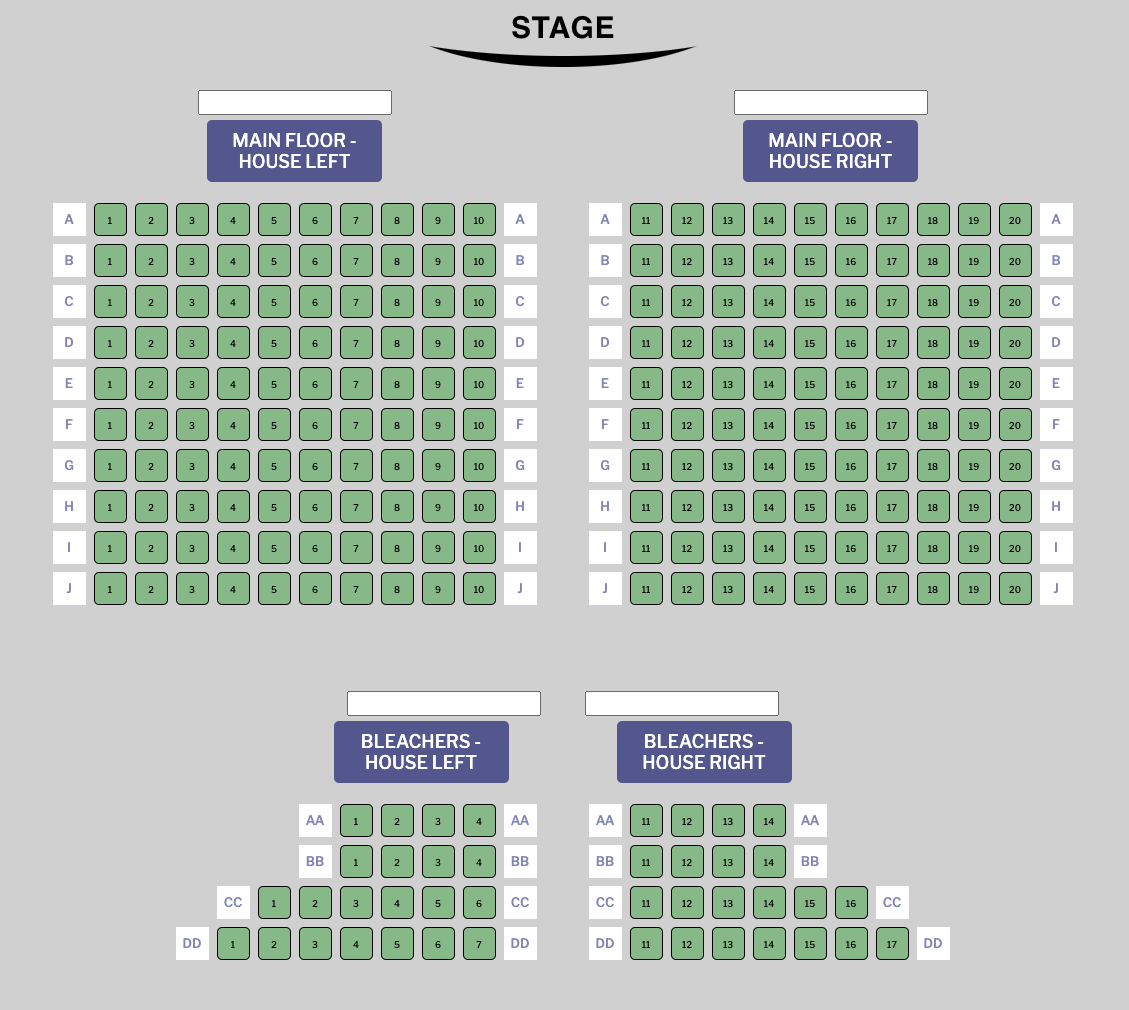 STAGE
MAIN FLOOR -
HOUSE LEFT
MAIN FLOOR -
HOUSE RIGHT
A 1 2 3 4 5 6 7 8 9 10 A A 11 12 13 14 15 16 17 18 19 20 A
B 1 2 3 4 5 6 7 8 9 10 B B 11 12 13 14 15 16 17 18 19 20 B
C 1 2 3 4 5 6 7 8 9 10 C C 11 12 13 14 15 16 17 18 19 20 C
D 1 2 3 4 5 6 7 8 9 10 D D 11 12 13 14 15 16 17 18 19 20 D
E 1 2 3 4 5 6 7 8 9 10 E E 11 12 13 14 15 16 17 18 19 20 E
F 1 2 3 4 5 6 7 8 9 10 F F 11 12 13 14 15 16 17 18 19 20 F
G 1 2 3 4 5 6 7 8 9 10 G G 11 12 13 14 15 16 17 18 19 20 G
H 1 2 3 4 5 6 7 8 9 10 H H 11 12 13 14 15 16 17 18 19 20 H
I 1 2 3 4 5 6 7 8 9 10 I I 11 12 13 14 15 16 17 18 19 20 I
J 1 2 3 4 5 6 7 8 9 10 J J 11 12 13 14 15 16 17 18 19 20 J
BLEACHERS -
HOUSE LEFT
BLEACHERS -
HOUSE RIGHT
AA 1 2 3 4 AA AA 11 12 13 14 AA
BB 1 2 3 4 BB BB 11 12 13 14 BB
CC 1 2 3 4 5 6 CC CC 11 12 13 14 15 16 CC
DD 1 2 3 4 5 6 7 DD DD 11 12 13 14 15 16 17 DD